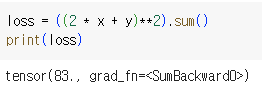 loss = ((2 * x + y)**2).sum()
print(loss)
tensor(83., grad_fn=<SumBackward0>)